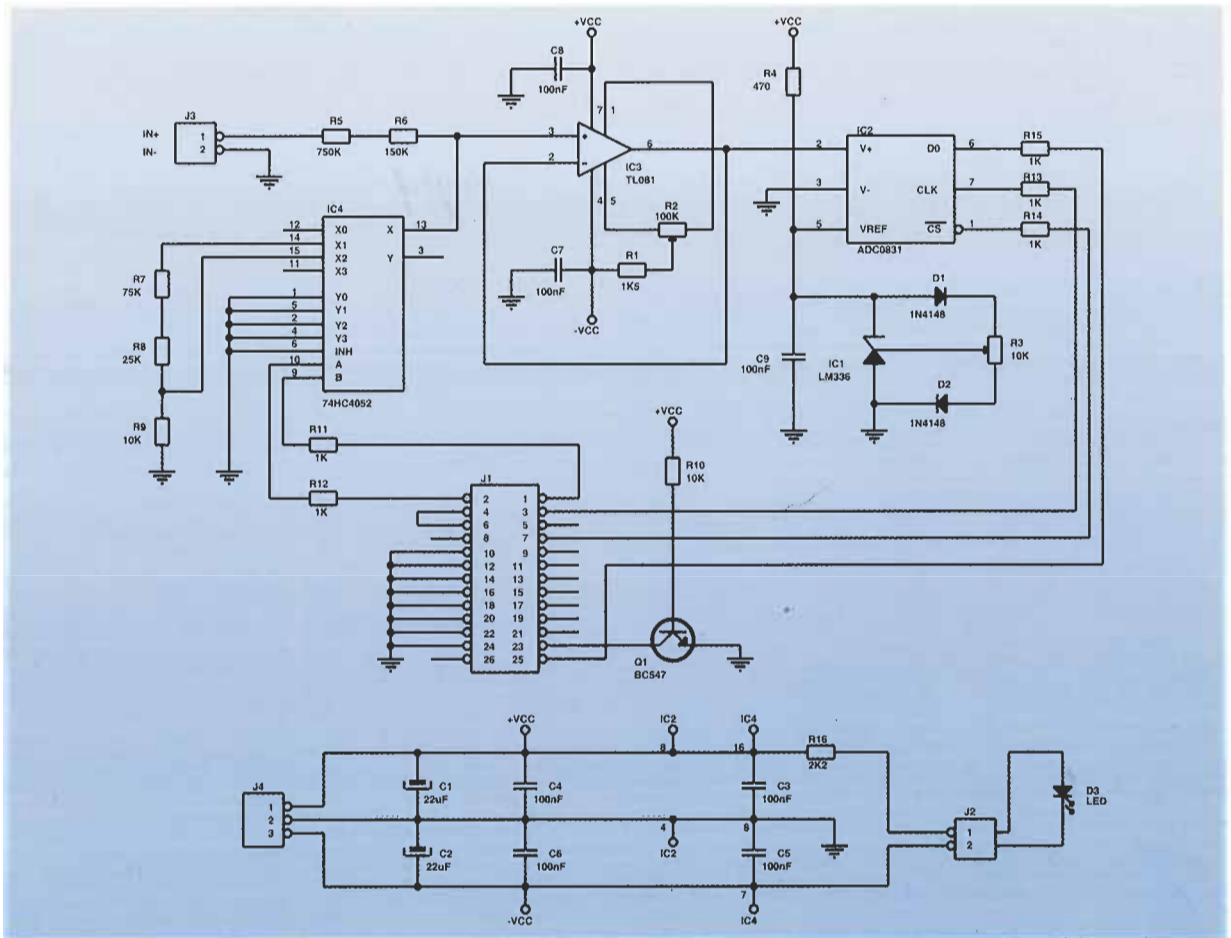 +VCC
+VCC
C8
100nF
R4
470
7 1
J3
IN+
IN-
1
2
R5
750K
R6
150K
3
2
+
-
6
IC3
TL081
4 5
IC2
2
V+
D0
6
R15
1K
3
V-
CLK
7
R13
1K
5
VREF
CS
1
R14
1K
ADC0831
R2
100K
C7
100nF
R1
1K5
-VCC
IC4
12
X0
X
13
14
X1
15
X2
Y
3
11
X3
1
Y0
5
Y1
2
Y2
4
Y3
6
INH
10
A
9
B
74HC4052
R7
75K
R8
25K
R9
10K
D1
1N4148
C9
100nF
IC1
LM336
R3
10K
D2
1N4148
R11
1K
R12
1K
+VCC
R10
10K
J1
2 1
4 3
6 5
8 7
10 9
12 11
14 13
16 15
18 17
20 19
22 21
24 23
26 25
Q1
BC547
+VCC
IC2
IC4
8
16
R16
2K2
J4
1
2
3
C1
22uF
C4
100nF
C3
100nF
4
IC2
8
C2
22uF
C6
100nF
C5
100nF
7
-VCC
IC4
J2
1
2
D3
LED